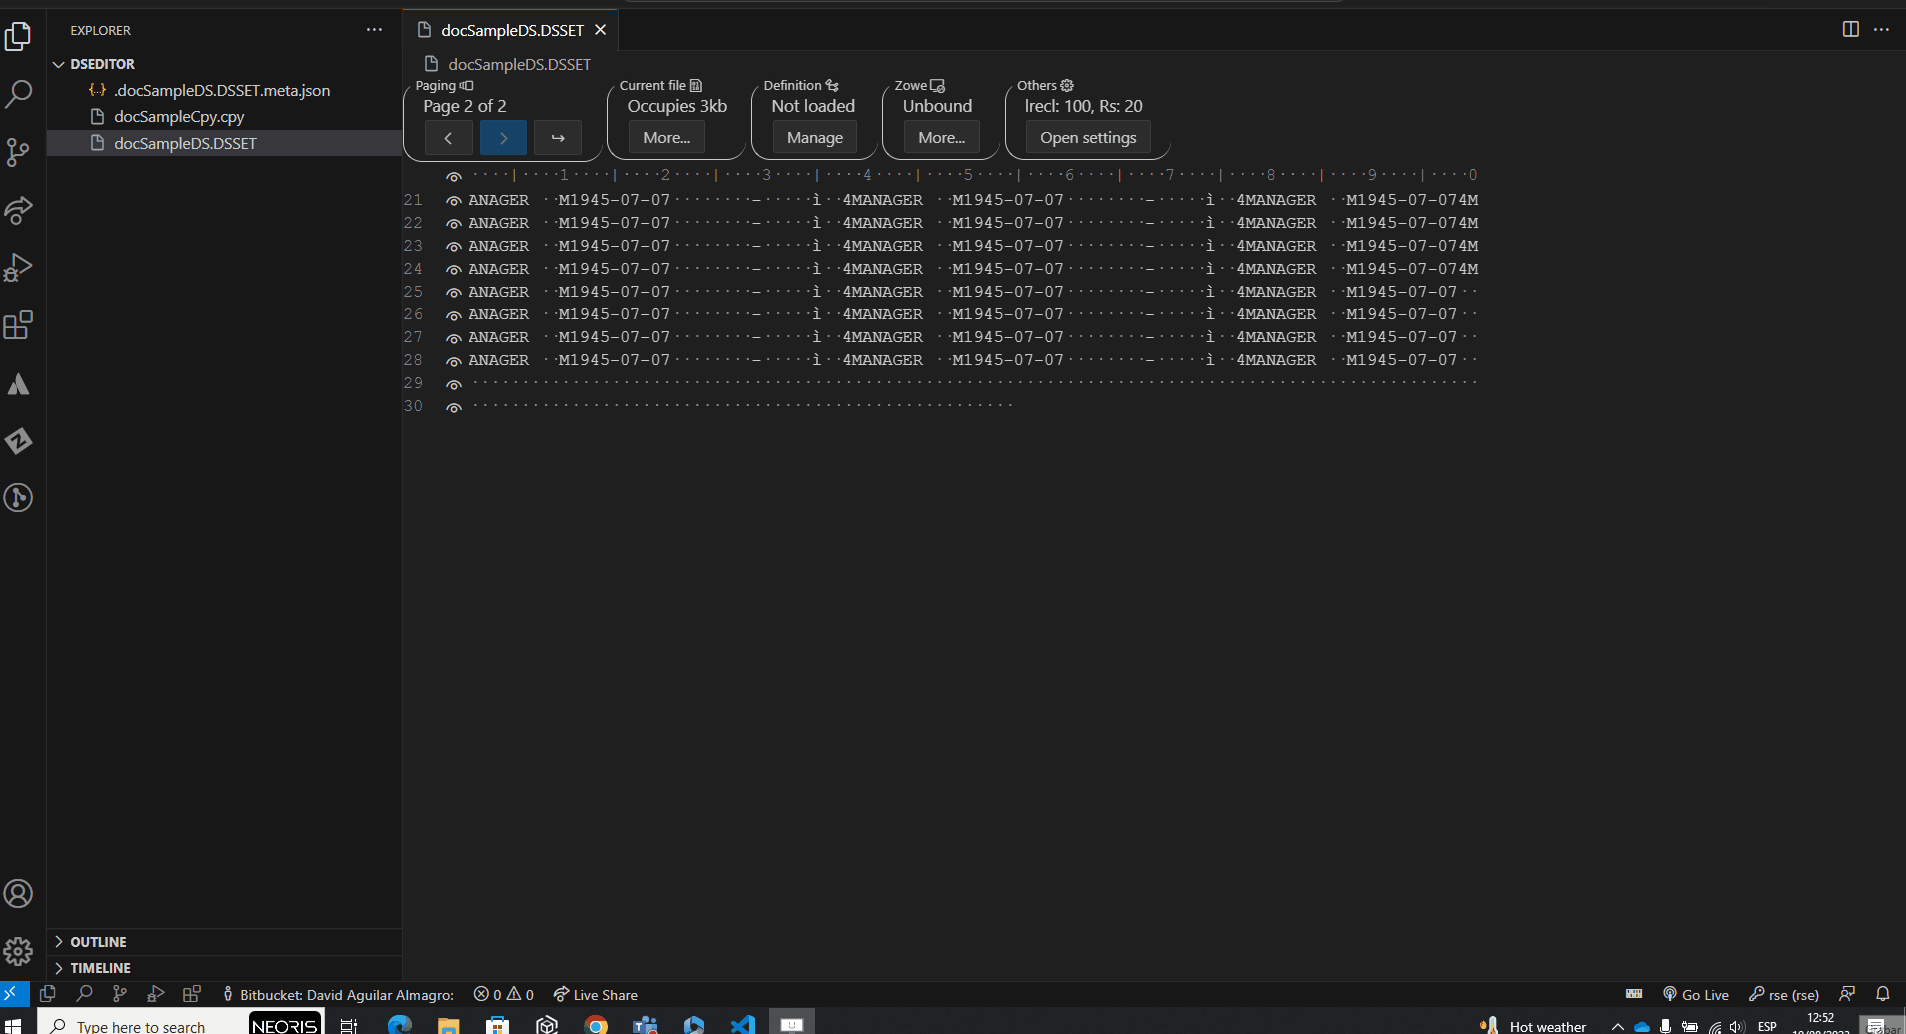 EXPLORER
DSEDITOR
{..} .docSampleDS.DSSET.meta.json
docSampleCpy.cpy
docSampleDS.DSSET
OUTLINE
TIMELINE
docSampleDS.DSSET
docSampleDS.DSSET
Paging
Page 2 of 2
Current file
Occupies 3kb
More...
Definition
Not loaded
Manage
Zowe
Unbound
More...
Others
lrecl: 100, Rs: 20
Open settings
····|····1····|····2····|····3····|····4····|····5····|····6····|····7····|····8····|····9····|····0
21 ANAGER ··M1945-07-07········-·····ì··4MANAGER ··M1945-07-07········-·····ì··4MANAGER ··M1945-07-074M
22 ANAGER ··M1945-07-07········-·····ì··4MANAGER ··M1945-07-07········-·····ì··4MANAGER ··M1945-07-074M
23 ANAGER ··M1945-07-07········-·····ì··4MANAGER ··M1945-07-07········-·····ì··4MANAGER ··M1945-07-074M
24 ANAGER ··M1945-07-07········-·····ì··4MANAGER ··M1945-07-07········-·····ì··4MANAGER ··M1945-07-074M
25 ANAGER ··M1945-07-07········-·····ì··4MANAGER ··M1945-07-07········-·····ì··4MANAGER ··M1945-07-07··
26 ANAGER ··M1945-07-07········-·····ì··4MANAGER ··M1945-07-07········-·····ì··4MANAGER ··M1945-07-07··
27 ANAGER ··M1945-07-07········-·····ì··4MANAGER ··M1945-07-07········-·····ì··4MANAGER ··M1945-07-07··
28 ANAGER ··M1945-07-07········-·····ì··4MANAGER ··M1945-07-07········-·····ì··4MANAGER ··M1945-07-07··
29 ····································································································
30 ······················································
Bitbucket: David Aguilar Almagro: 0 0 Live Share Go Live rse (rse)
Type here to search NEORIS Hot weather ESP 12:52